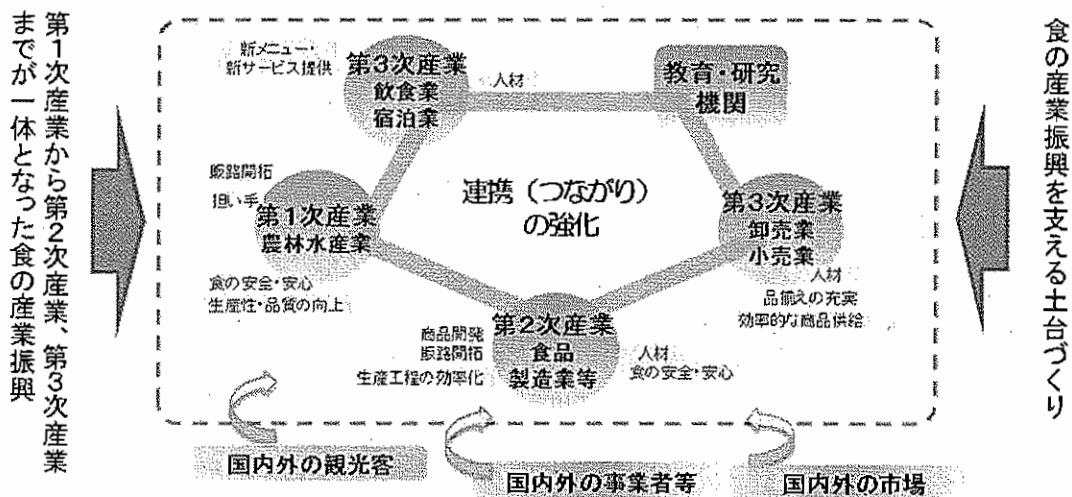 第1次産業から第2次産業、第3次産業
までが一体となった食の産業振興
新メニュー・
新サービス提供
第3次産業
飲食業
宿泊業
人材
教育・研究
機関
販路開拓
担い手
第1次産業
農林水産業
食の安全・安心
生産性・品質の向上
連携（つながり）
の強化
第3次産業
卸売業
小売業
人材
品揃えの充実
効率的な商品供給
商品開発
販路開拓
生産工程の効率化
第2次産業
食品
製造業等
人材
食の安全・安心
国内外の観光客
国内外の事業者等
国内外の市場
食の産業振興を支える土台づくり